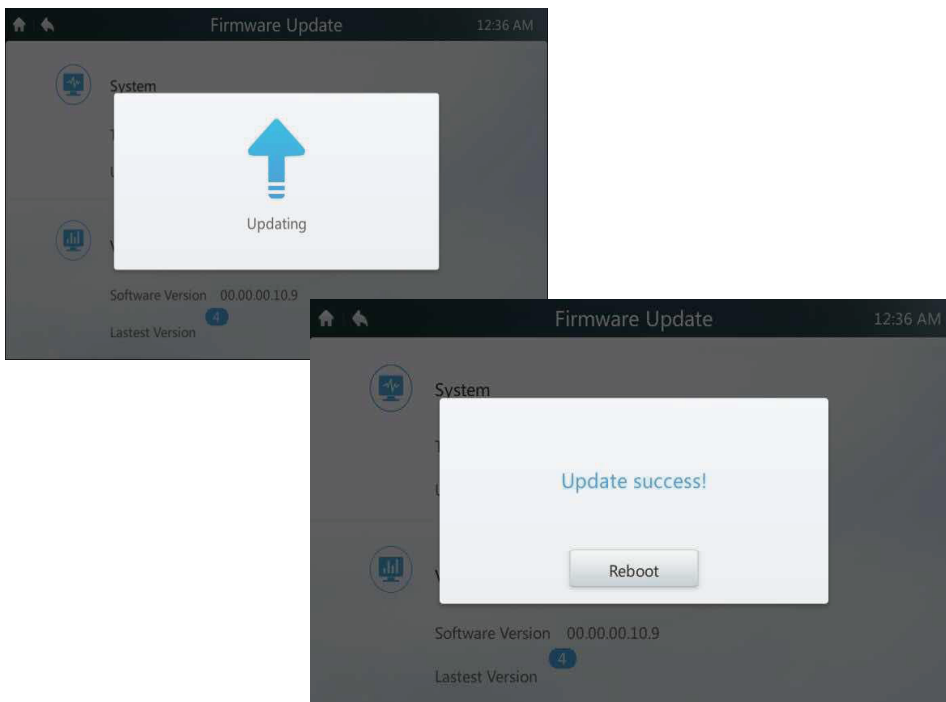 Firmware Update 12:36 AM
System
T
U
Updating
V
Software Version 00.00.00.10.9
4
Lastest Version
Firmware Update 12:36 AM
System
T
U
Update success!
V
Reboot
Software Version 00.00.00.10.9
4
Lastest Version